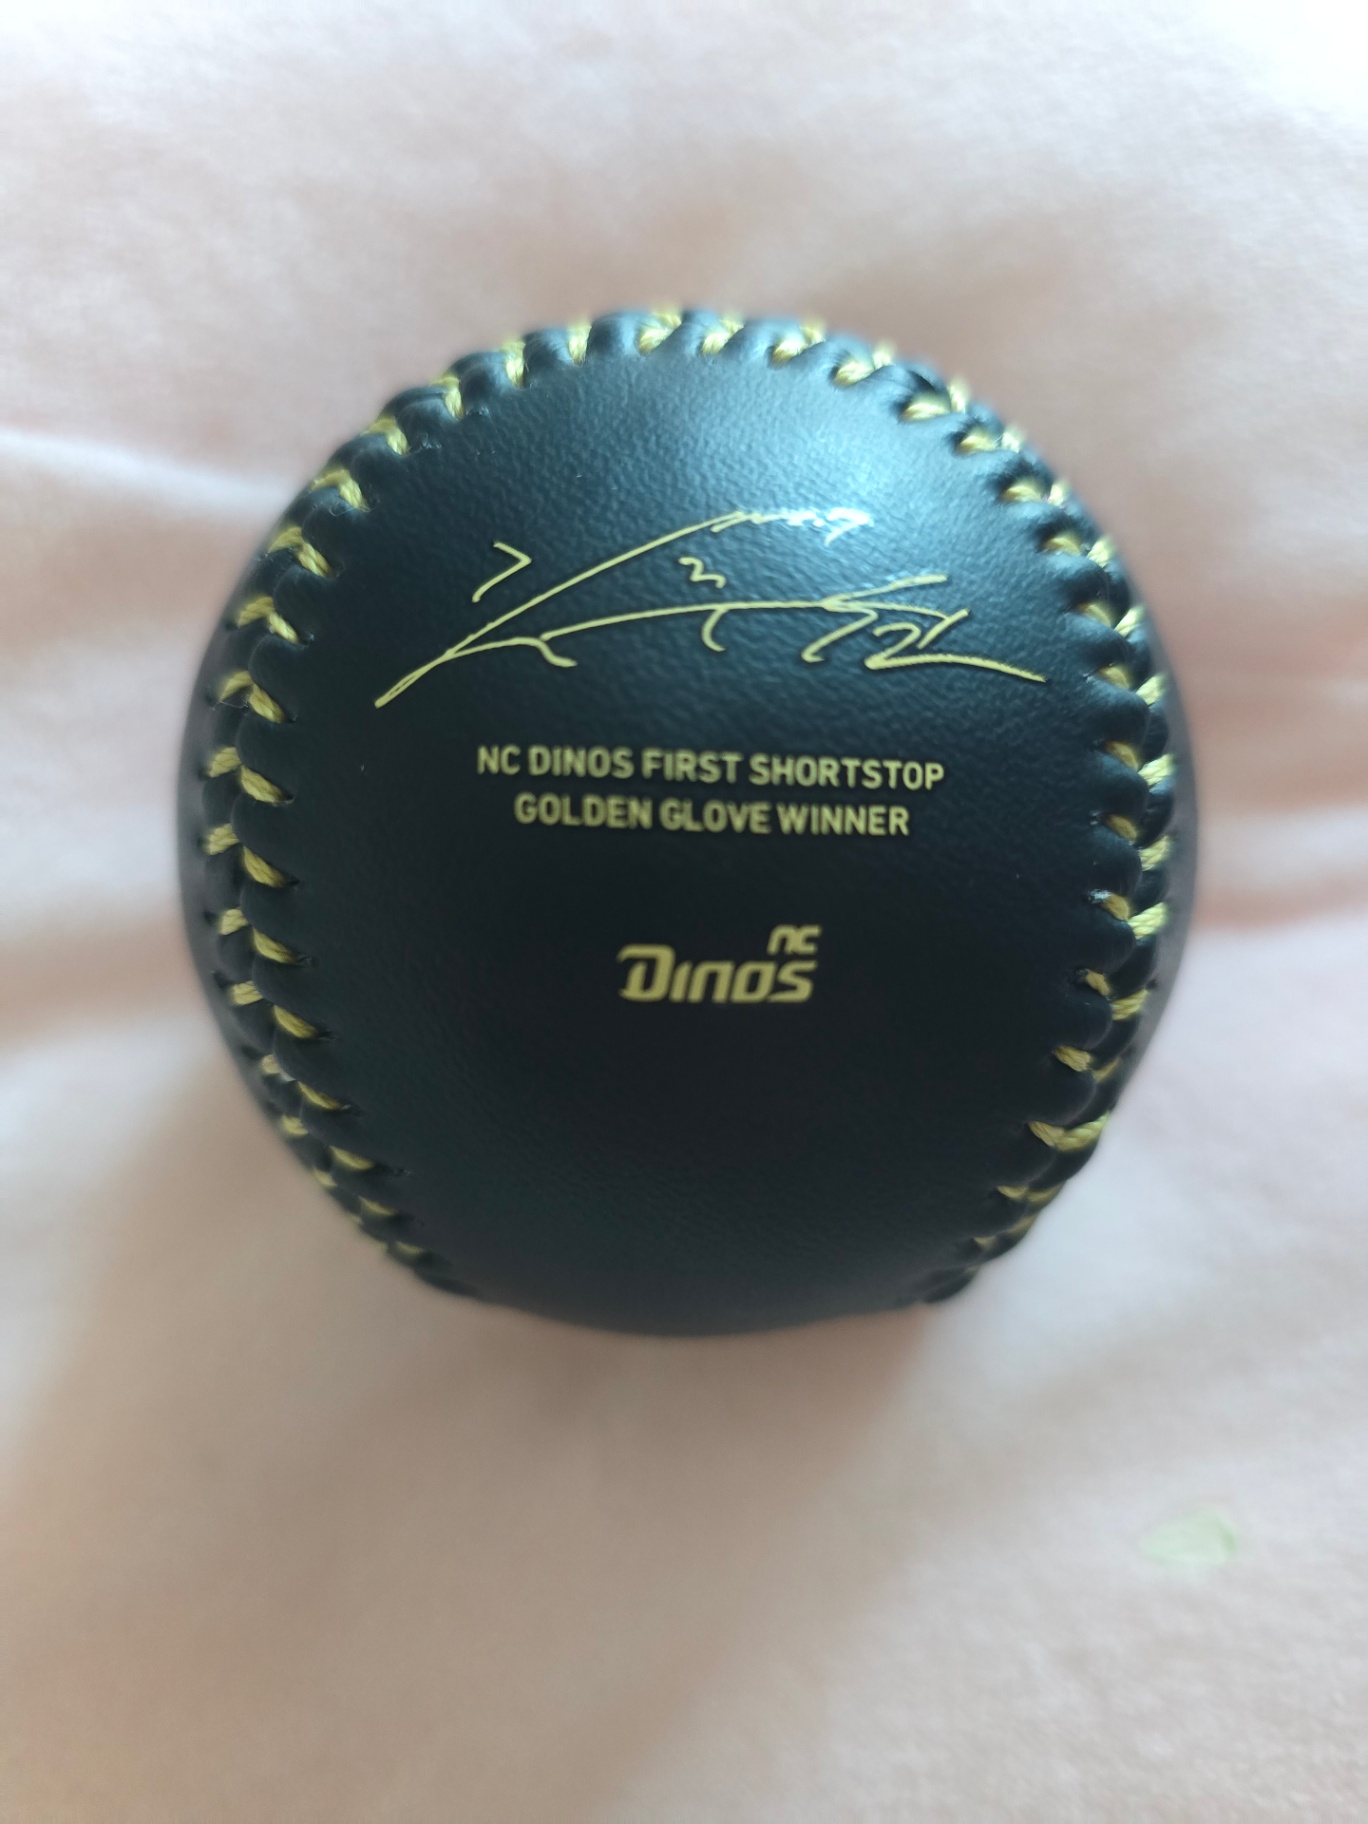 NC DINOS FIRST SHORTSTOP
GOLDEN GLOVE WINNER
NC
DINOS